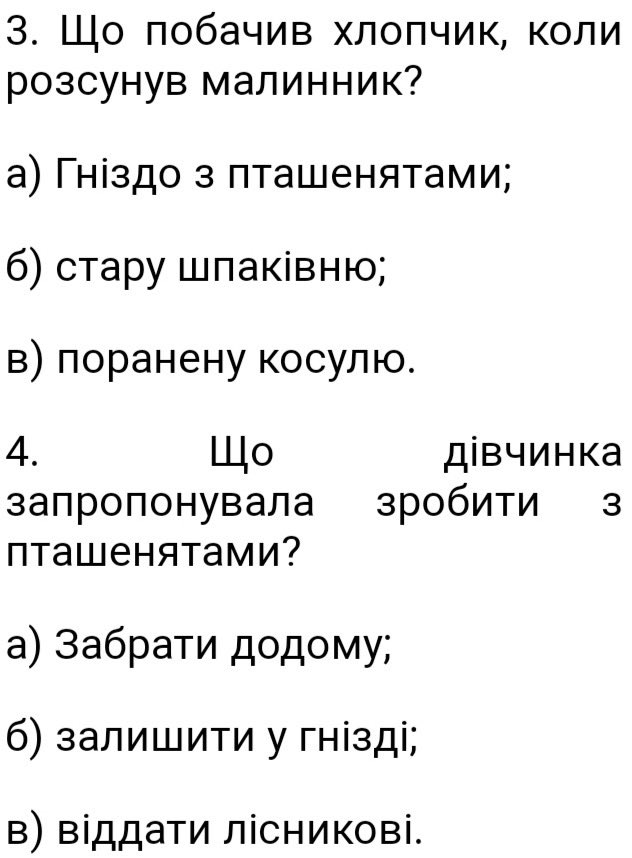 3. Що побачив хлопчик, коли
розсунув малинник?
а) Гніздо з пташенятами;
б) стару шпаківню;
в) поранену косулю.
4. Що дівчинка
запропонувала зробити з
пташенятами?
а) Забрати додому;
б) залишити у гнізді;
в) віддати лісникові.